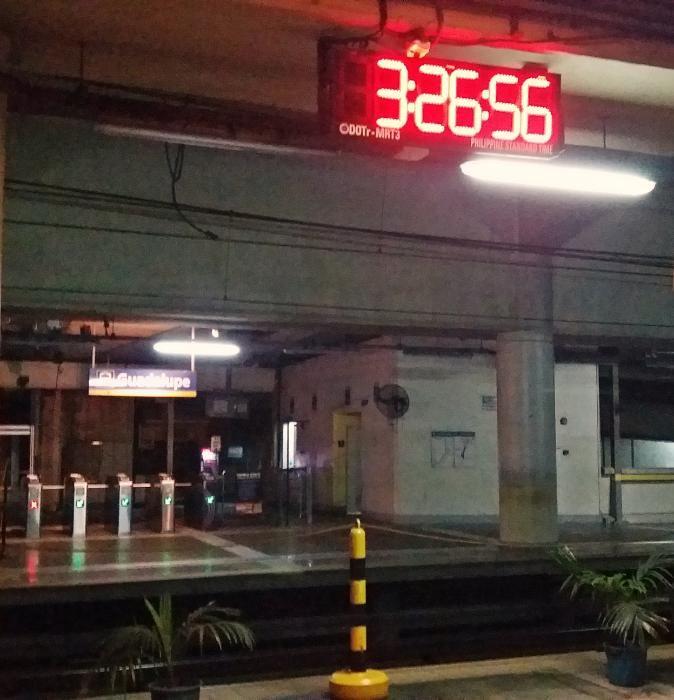 3:26:56
DOTr-MRT3
PHILIPPINE STANDARD TIME
Guadalupe